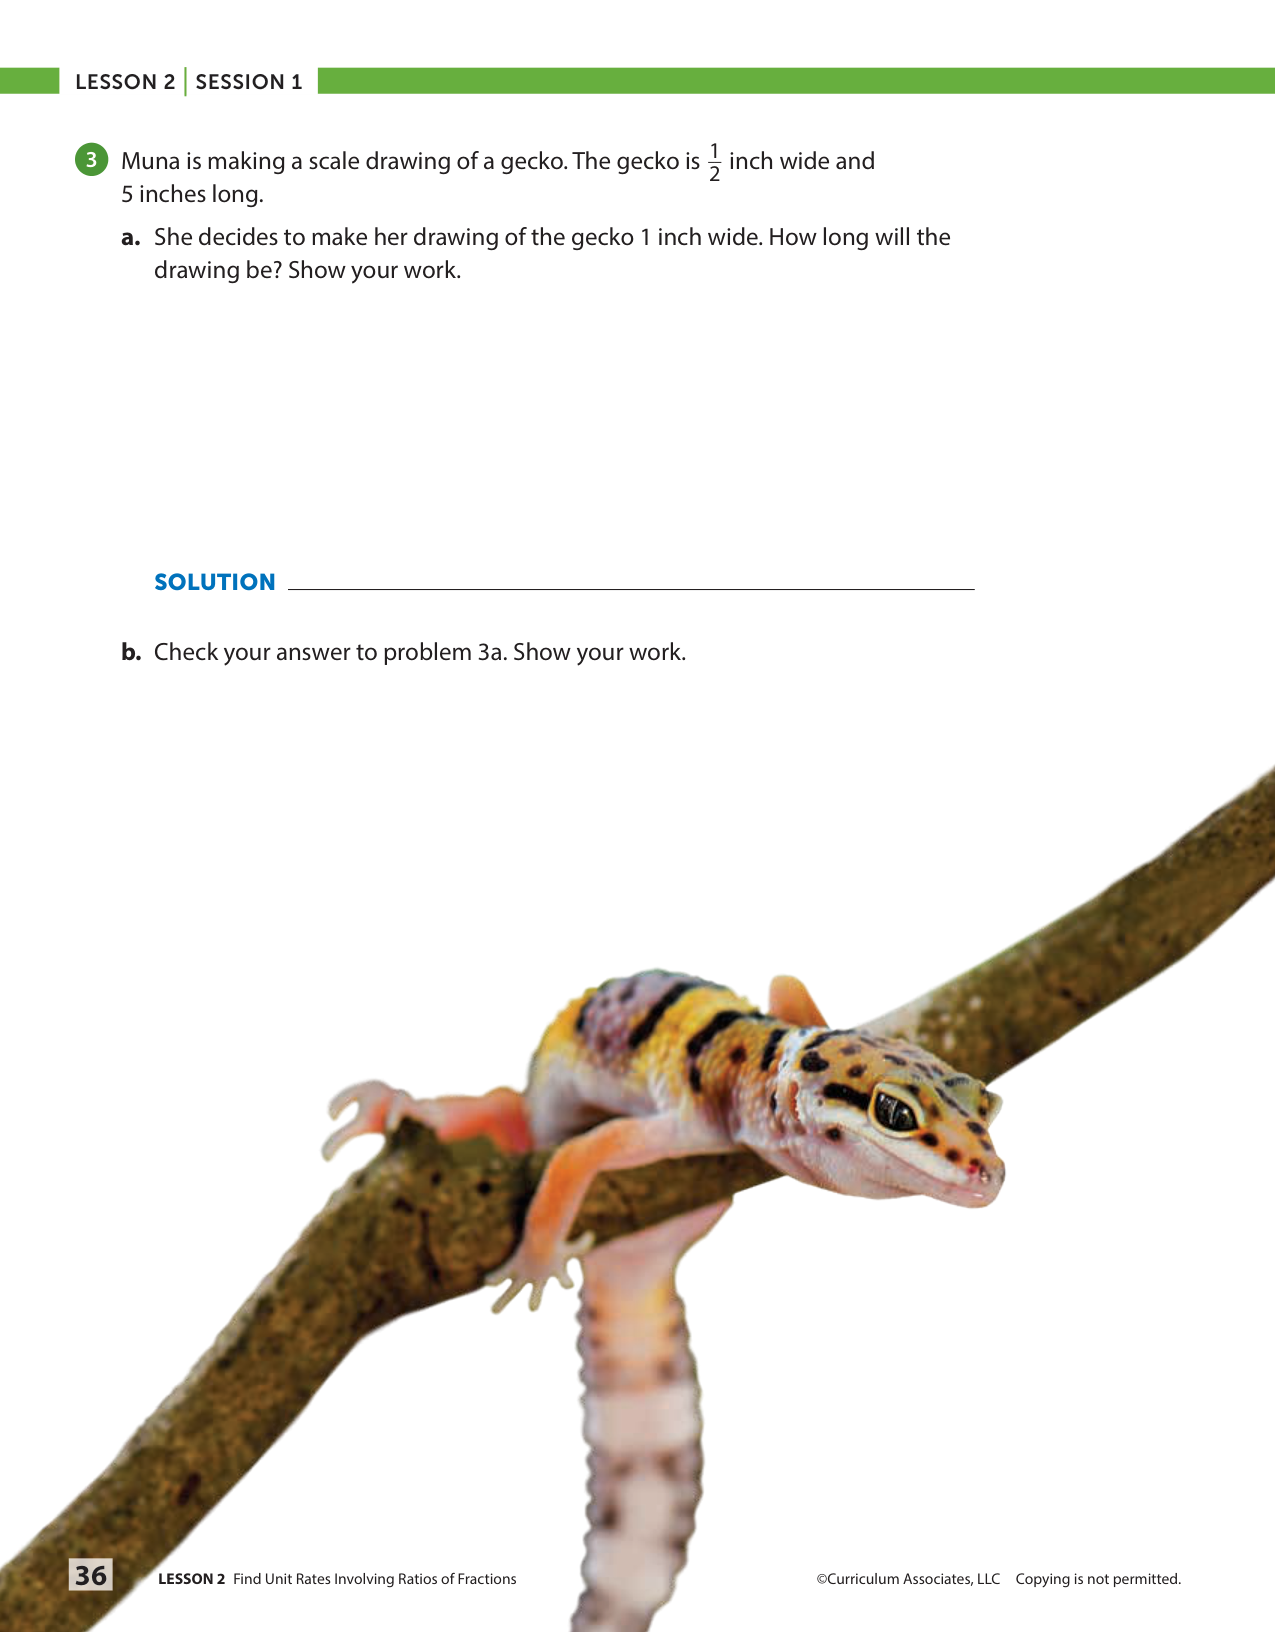 LESSON 2 | SESSION 1
3 Muna is making a scale drawing of a gecko. The gecko is 1/2 inch wide and
5 inches long.
a. She decides to make her drawing of the gecko 1 inch wide. How long will the
drawing be? Show your work.
SOLUTION
b. Check your answer to problem 3a. Show your work.
36 LESSON 2 Find Unit Rates Involving Ratios of Fractions ©Curriculum Associates, LLC Copying is not permitted.